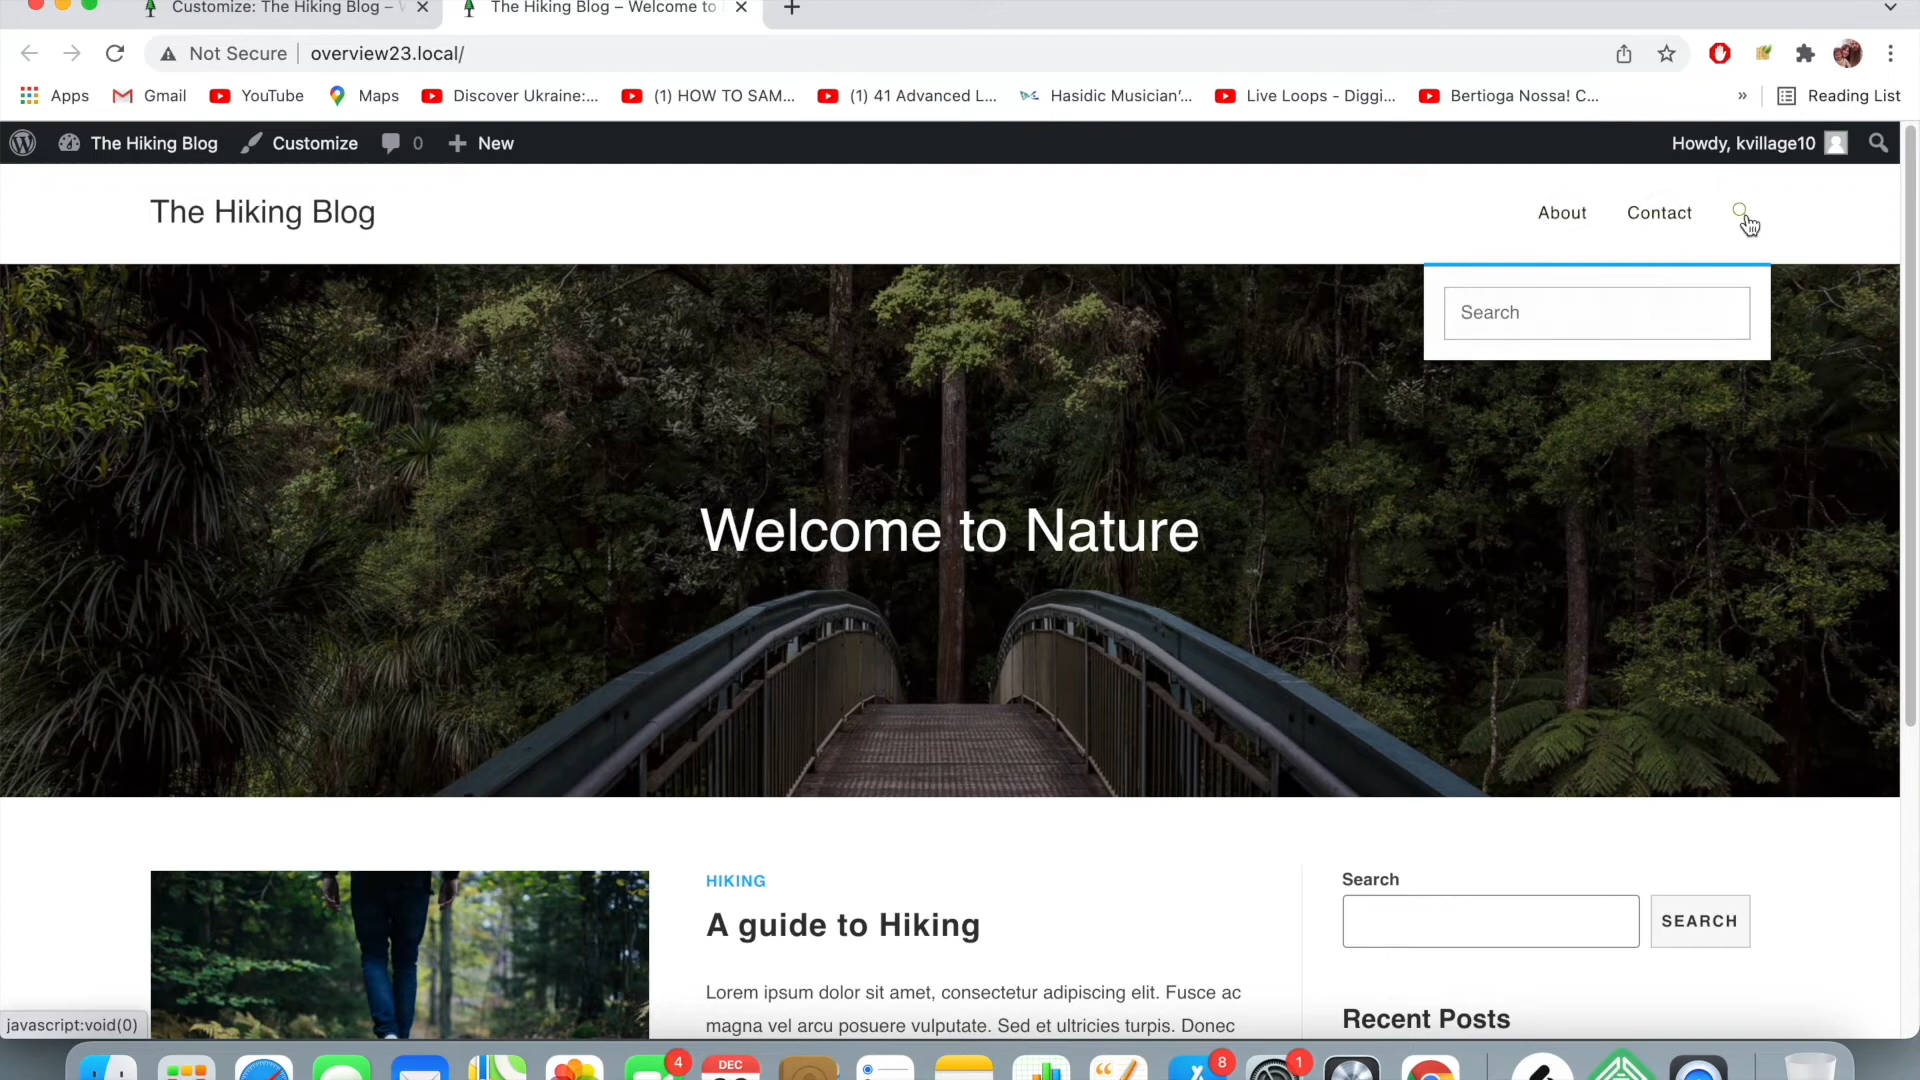 Customize: The Hiking Blog –
The Hiking Blog – Welcome to
Not Secure | overview23.local/
Apps Gmail YouTube Maps Discover Ukraine:... (1) HOW TO SAM... (1) 41 Advanced L... Hasidic Musician'... Live Loops - Diggi... Bertioga Nossa! C... » Reading List
The Hiking Blog Customize 0 New Howdy, kvillage10
The Hiking Blog About Contact
Search
Welcome to Nature
HIKING
A guide to Hiking
Lorem ipsum dolor sit amet, consectetur adipiscing elit. Fusce ac
magna vel arcu posuere vulputate. Sed et ultricies turpis. Donec
Search
SEARCH
Recent Posts
javascript:void(0)
4 DEC 8 1